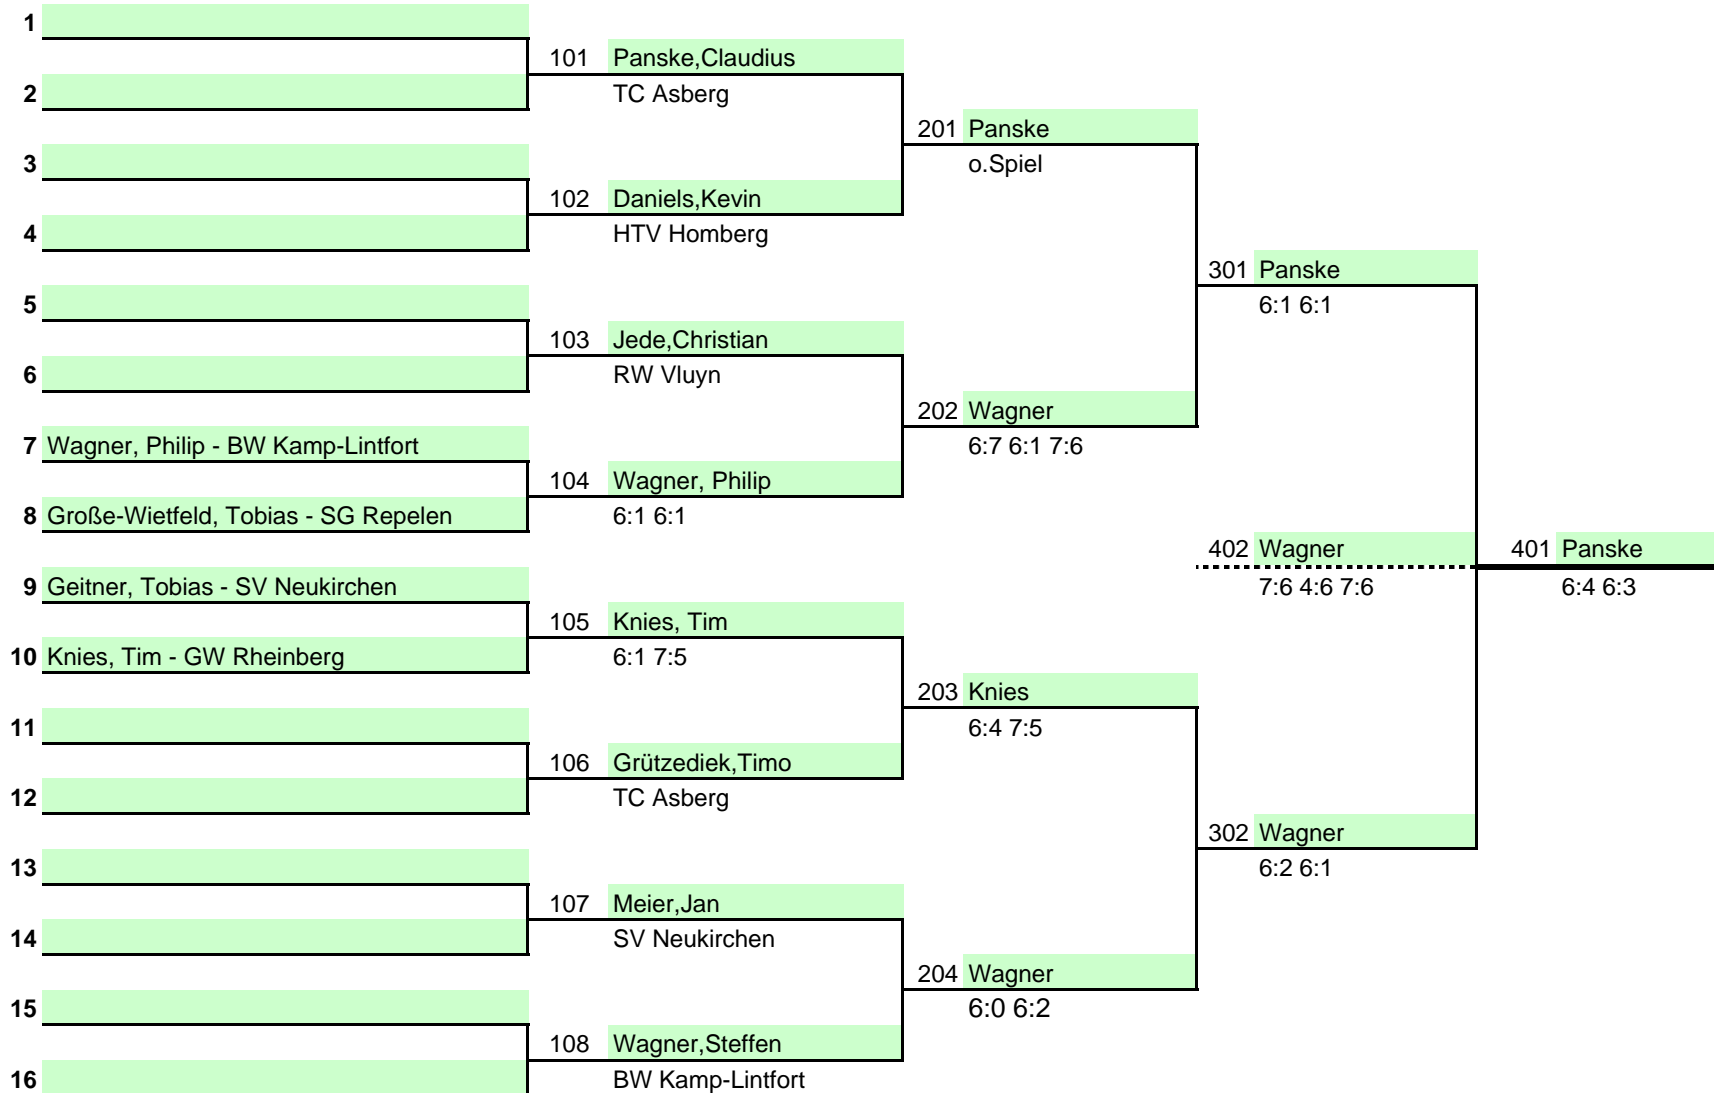 1
101 Panske,Claudius
2
TC Asberg
201 Panske
3
o.Spiel
102 Daniels,Kevin
4
HTV Homberg
301 Panske
5
6:1 6:1
103 Jede,Christian
6
RW Vluyn
202 Wagner
7 Wagner, Philip - BW Kamp-Lintfort
6:7 6:1 7:6
104 Wagner, Philip
8 Große-Wietfeld, Tobias - SG Repelen
6:1 6:1
402 Wagner
401 Panske
9 Geitner, Tobias - SV Neukirchen
7:6 4:6 7:6
6:4 6:3
105 Knies, Tim
10 Knies, Tim - GW Rheinberg
6:1 7:5
203 Knies
11
6:4 7:5
106 Grützediek,Timo
12
TC Asberg
302 Wagner
13
6:2 6:1
107 Meier,Jan
14
SV Neukirchen
204 Wagner
15
6:0 6:2
108 Wagner,Steffen
16
BW Kamp-Lintfort